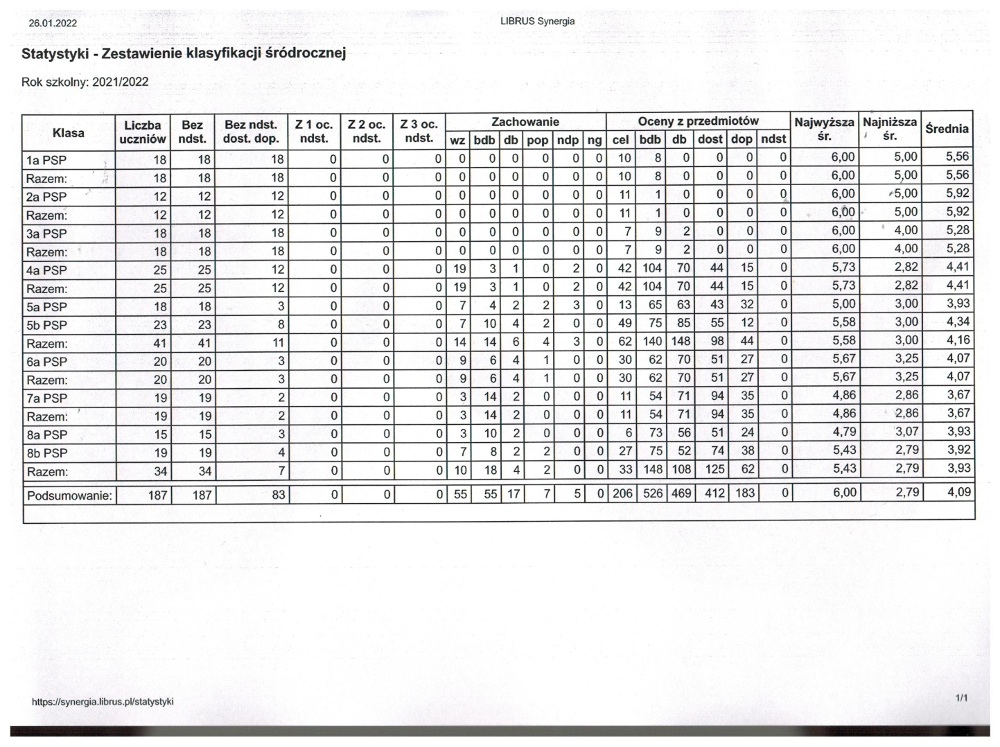 26.01.2022 LIBRUS Synergia
Statystyki - Zestawienie klasyfikacji śródrocznej
Rok szkolny: 2021/2022
Klasa Liczba uczniów Bez ndst. Bez ndst. dost. dop. Z 1 oc. ndst. Z 2 oc. ndst. Z 3 oc. ndst. Zachowanie Oceny z przedmiotów Najwyższa śr. Najniższa śr. Średnia
wz bdb db pop ndp ng cel bdb db dost dop ndst
1a PSP 18 18 18 0 0 0 0 0 0 0 0 0 10 8 0 0 0 0 6,00 5,00 5,56
Razem: 18 18 18 0 0 0 0 0 0 0 0 0 10 8 0 0 0 0 6,00 5,00 5,56
2a PSP 12 12 12 0 0 0 0 0 0 0 0 0 11 1 0 0 0 0 6,00 5,00 5,92
Razem: 12 12 12 0 0 0 0 0 0 0 0 0 11 1 0 0 0 0 6,00 5,00 5,92
3a PSP 18 18 18 0 0 0 0 0 0 0 0 0 7 9 2 0 0 0 6,00 4,00 5,28
Razem: 18 18 18 0 0 0 0 0 0 0 0 0 7 9 2 0 0 0 6,00 4,00 5,28
4a PSP 25 25 12 0 0 0 19 3 1 0 2 0 42 104 70 44 15 0 5,73 2,82 4,41
Razem: 25 25 12 0 0 0 19 3 1 0 2 0 42 104 70 44 15 0 5,73 2,82 4,41
5a PSP 18 18 3 0 0 0 7 4 2 2 3 0 13 65 63 43 32 0 5,00 3,00 3,93
5b PSP 23 23 8 0 0 0 7 10 4 2 0 0 49 75 85 55 12 0 5,58 3,00 4,34
Razem: 41 41 11 0 0 0 14 14 6 4 3 0 62 140 148 98 44 0 5,58 3,00 4,16
6a PSP 20 20 3 0 0 0 9 6 4 1 0 0 30 62 70 51 27 0 5,67 3,25 4,07
Razem: 20 20 3 0 0 0 9 6 4 1 0 0 30 62 70 51 27 0 5,67 3,25 4,07
7a PSP 19 19 2 0 0 0 3 14 2 0 0 0 11 54 71 94 35 0 4,86 2,86 3,67
Razem: 19 19 2 0 0 0 3 14 2 0 0 0 11 54 71 94 35 0 4,86 2,86 3,67
8a PSP 15 15 3 0 0 0 3 10 2 0 0 0 6 73 56 51 24 0 4,79 3,07 3,93
8b PSP 19 19 4 0 0 0 7 8 2 2 0 0 27 75 52 74 38 0 5,43 2,79 3,92
Razem: 34 34 7 0 0 0 10 18 4 2 0 0 33 148 108 125 62 0 5,43 2,79 3,93
Podsumowanie: 187 187 83 0 0 0 55 55 17 7 5 0 206 526 469 412 183 0 6,00 2,79 4,09
https://synergia.librus.pl/statystyki 1/1